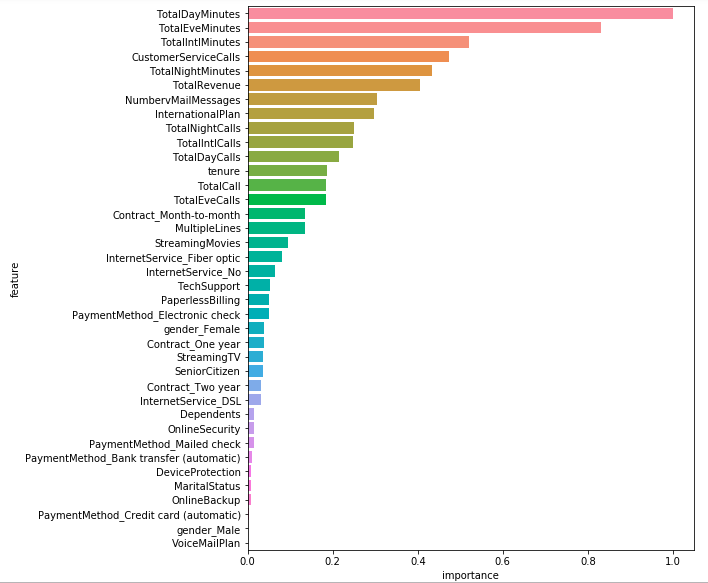 TotalDayMinutes
TotalEveMinutes
TotalIntlMinutes
CustomerServiceCalls
TotalNightMinutes
TotalRevenue
NumbervMailMessages
InternationalPlan
TotalNightCalls
TotalIntlCalls
TotalDayCalls
tenure
TotalCall
TotalEveCalls
Contract_Month-to-month
MultipleLines
StreamingMovies
InternetService_Fiber optic
InternetService_No
TechSupport
PaperlessBilling
PaymentMethod_Electronic check
gender_Female
Contract_One year
StreamingTV
SeniorCitizen
Contract_Two year
InternetService_DSL
Dependents
OnlineSecurity
PaymentMethod_Mailed check
PaymentMethod_Bank transfer (automatic)
DeviceProtection
MaritalStatus
OnlineBackup
PaymentMethod_Credit card (automatic)
gender_Male
VoiceMailPlan
feature
0.0 0.2 0.4 0.6 0.8 1.0
importance